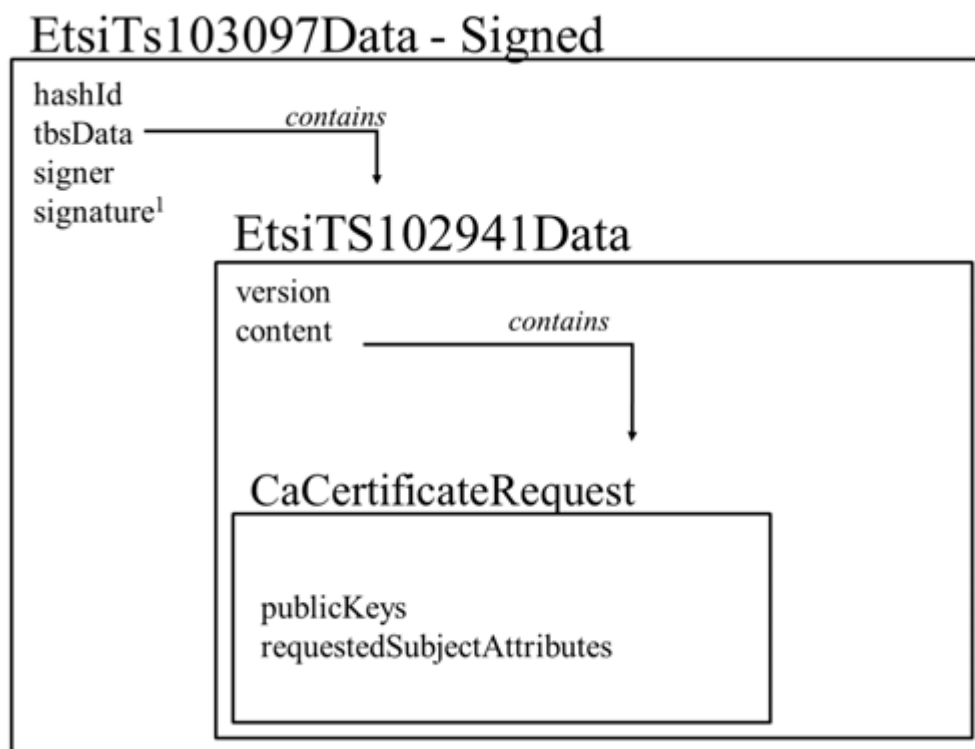 EtsiTs103097Data - Signed
hashId
tbsData
contains
signer
signature¹
EtsiTS102941Data
version
content
contains
CaCertificateRequest
publicKeys
requestedSubjectAttributes